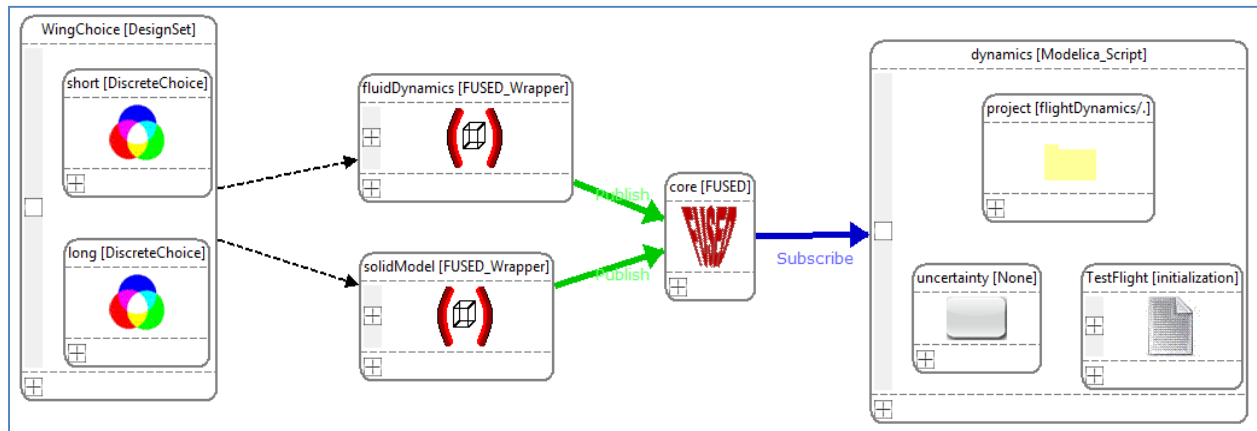 WingChoice [DesignSet]
short [DiscreteChoice]
long [DiscreteChoice]
fluidDynamics [FUSED_Wrapper]
solidModel [FUSED_Wrapper]
Publish
Publish
core [FUSED]
FUSED
Subscribe
dynamics [Modelica_Script]
project [flightDynamics/.]
uncertainty [None]
TestFlight [initialization]